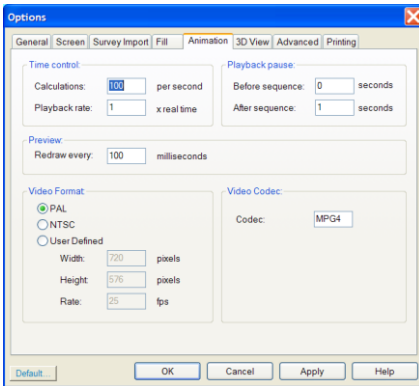 Options
General Screen Survey Import Fill Animation 3D View Advanced Printing
Time control: Playback pause:
Calculations: 100 per second Before sequence: 0 seconds
Playback rate: 1 x real time After sequence: 1 seconds
Preview:
Redraw every: 100 milliseconds
Video Format Video Codec:
PAL Codec: MPG4
NTSC
User Defined
Width: 720 pixels
Height: 576 pixels
Rate: 25 fps
Default... OK Cancel Apply Help